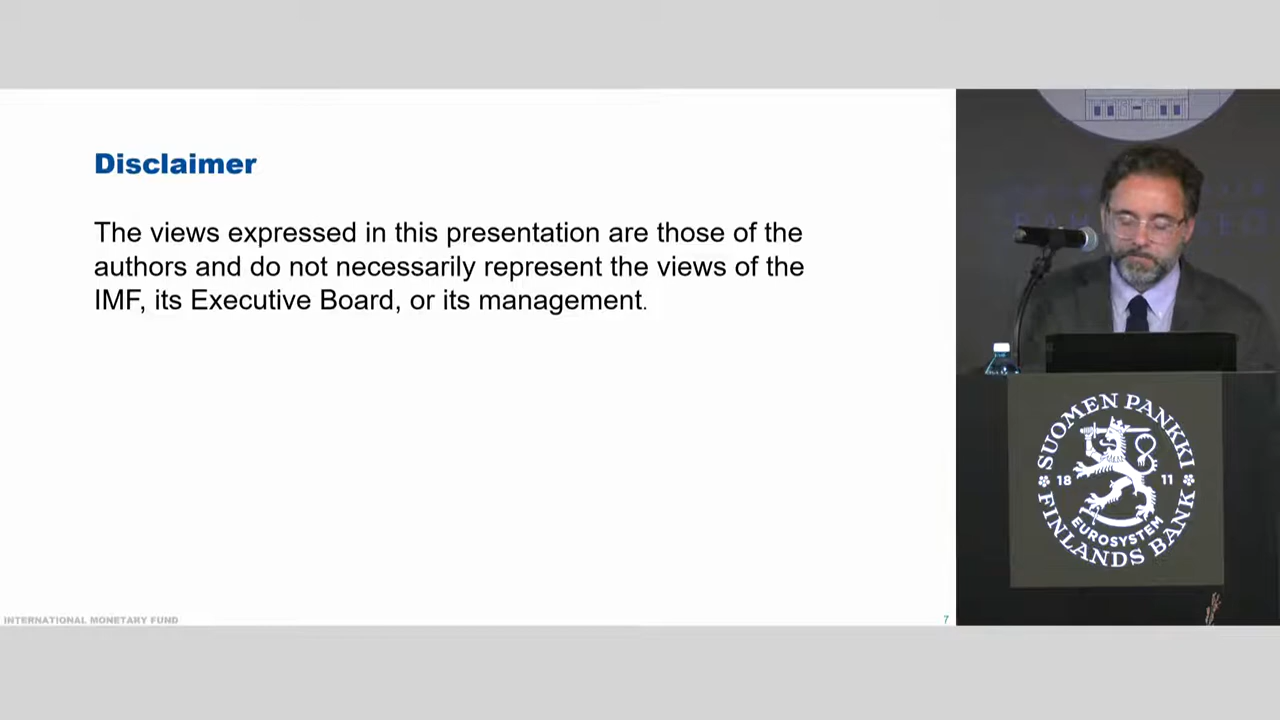 Disclaimer
The views expressed in this presentation are those of the
authors and do not necessarily represent the views of the
IMF, its Executive Board, or its management.
INTERNATIONAL MONETARY FUND
7
SUOMEN PANKKI
18 11
EUROSYSTEM
FINLANDS BANK